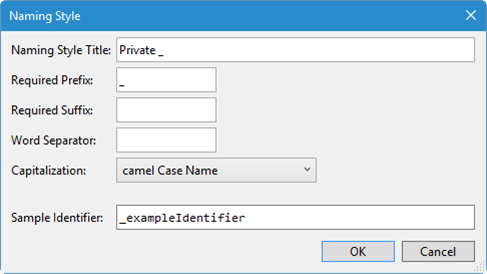 Naming Style
Naming Style Title: Private _
Required Prefix: _
Required Suffix:
Word Separator:
Capitalization: camel Case Name
Sample Identifier: _exampleIdentifier
OK Cancel